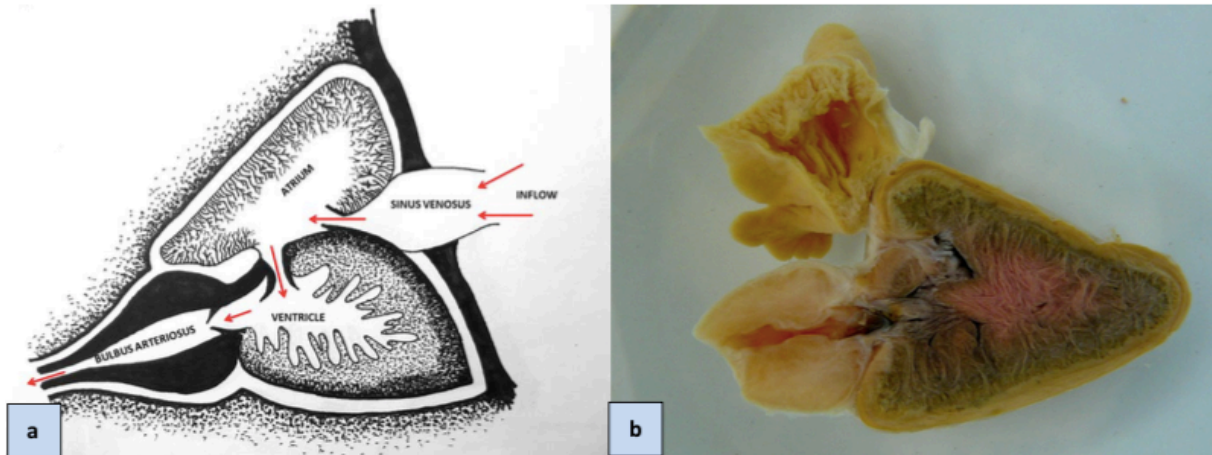 ATRIUM
SINUS VENOSUS
INFLOW
VENTRICLE
BULBUS ARTERIOSUS
a
b